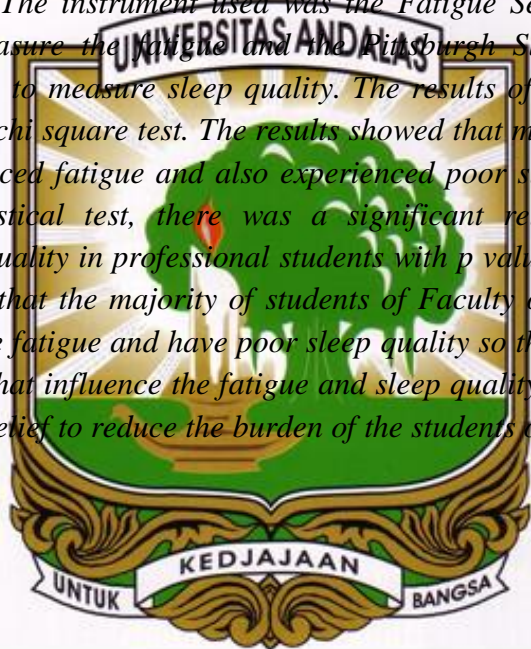 The instrument used was the Fatigue Se
UNIVERSITAS ANDALAS
asure the fatigue and the Pittsburgh S
to measure sleep quality. The results of
chi square test. The results showed that m
ced fatigue and also experienced poor s
stical test, there was a significant re
uality in professional students with p valu
that the majority of students of Faculty
e fatigue and have poor sleep quality so th
hat influence the fatigue and sleep quality
elief to reduce the burden of the students
KEDJAJAAN
UNTUK BANGSA